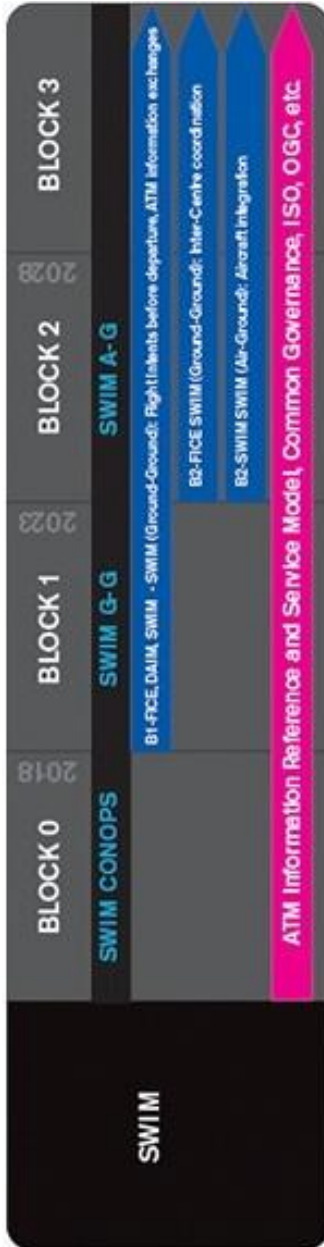 BLOCK 0
2018
BLOCK 1
2023
BLOCK 2
2028
BLOCK 3
SWIM
SWIM CONOPS
SWIM G-G
SWIM A-G
B1-FICE, DAIM, SWIM - SWIM (Ground-Ground): Flight Intents before departure, ATM information exchanges
B2-FICE SWIM (Ground-Ground): Inter-Centre coordination
B2-SWIM SWIM (Air-Ground): Aircraft integration
ATM Information Reference and Service Model, Common Governance, ISO, OGC, etc.